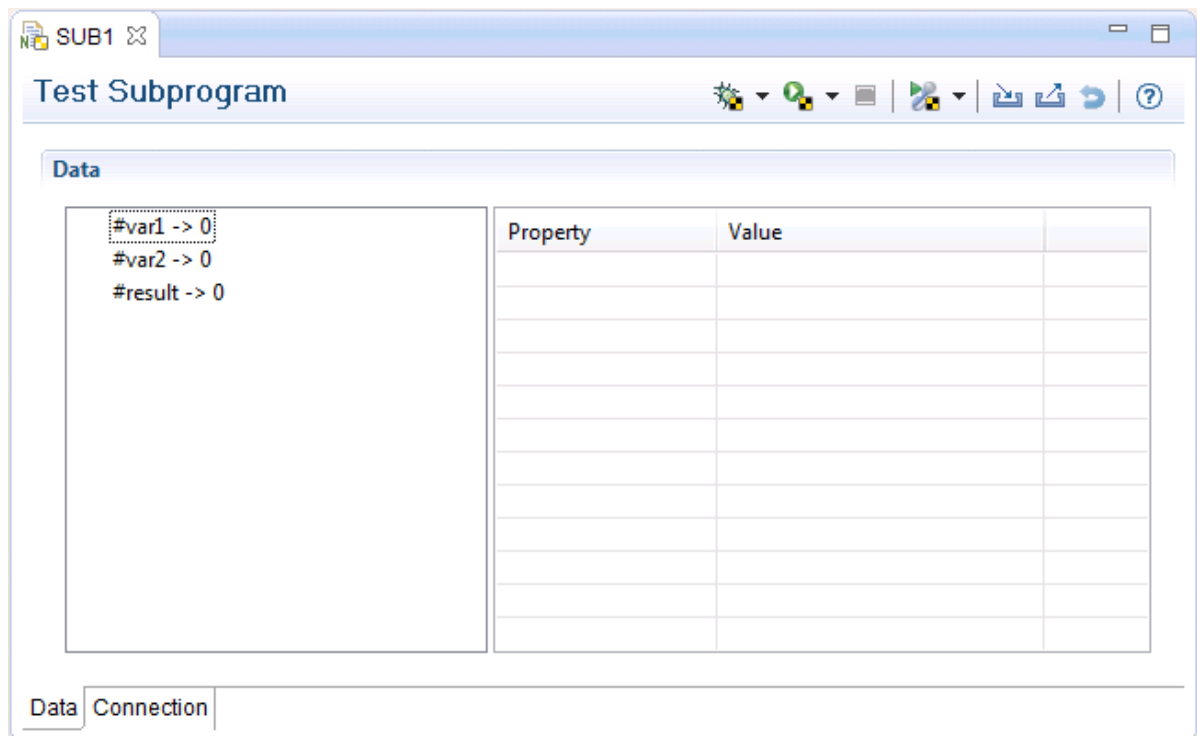 SUB1
Test Subprogram
Data
#var1 -> 0
#var2 -> 0
#result -> 0
Property Value
Data Connection